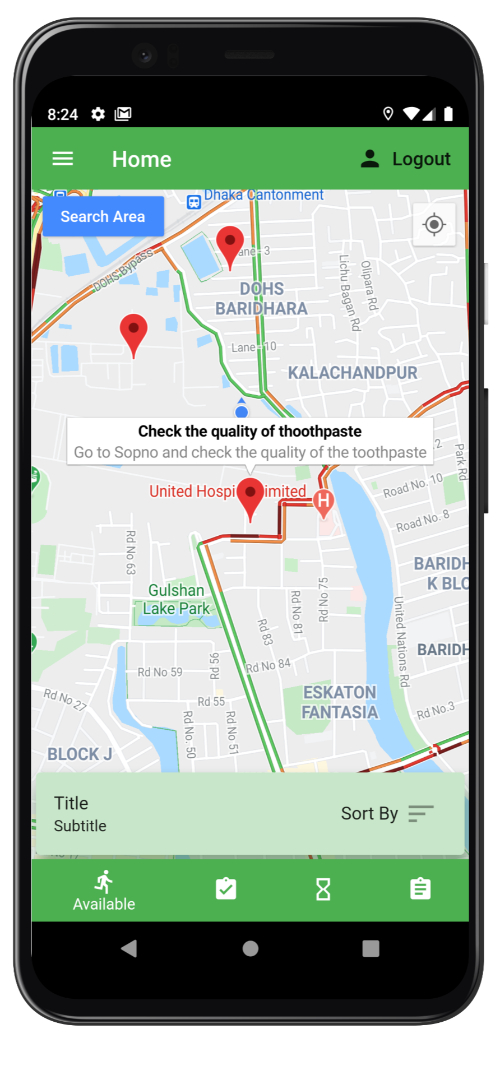 8:24
Home
Logout
Dhaka Cantonment
Search Area
Lane - 3
DOHS Bypass
DOHS
BARIDHARA
Lichu Bagan Rd
Olipara Rd
Lane - 10
KALACHANDPUR
Check the quality of thoothpaste
Go to Sopno and check the quality of the toothpaste
2
Park Rd
United Hospi Limited
H
Road No. 10
Road No. 8
Rd No 63
BARIDH
K BLO
Gulshan
Lake Park
Rd No 81
Rd No 75
United Nations Rd
Rd 83
BARIDH
Rd 56
Rd No 59
Rd No 84
Rd No 27
Rd 55
ESKATON
FANTASIA
Rd No.3
Rd No. 50
Rd No 51
BLOCK J
Title
Subtitle
Sort By
Available